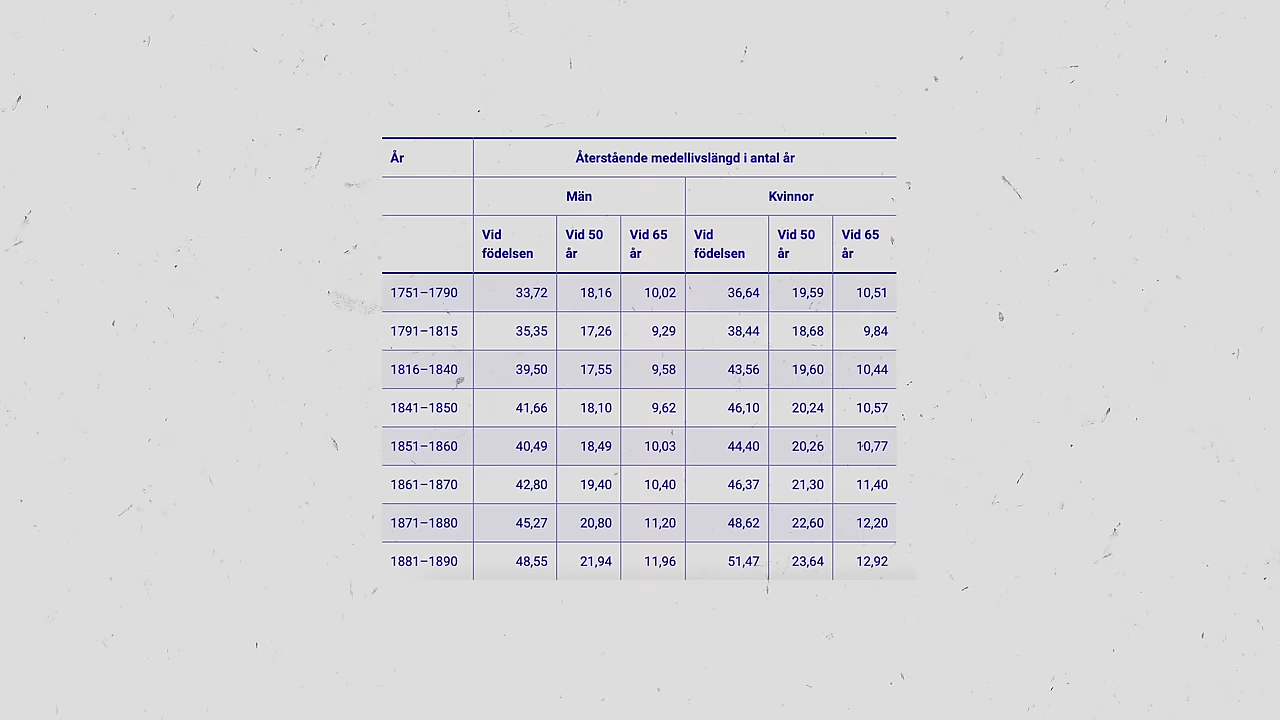 År Återstående medellivslängd i antal år
Män Kvinnor
Vid födelsen Vid 50 år Vid 65 år Vid födelsen Vid 50 år Vid 65 år
1751–1790 33,72 18,16 10,02 36,64 19,59 10,51
1791–1815 35,35 17,26 9,29 38,44 18,68 9,84
1816–1840 39,50 17,55 9,58 43,56 19,60 10,44
1841–1850 41,66 18,10 9,62 46,10 20,24 10,57
1851–1860 40,49 18,49 10,03 44,40 20,26 10,77
1861–1870 42,80 19,40 10,40 46,37 21,30 11,40
1871–1880 45,27 20,80 11,20 48,62 22,60 12,20
1881–1890 48,55 21,94 11,96 51,47 23,64 12,92